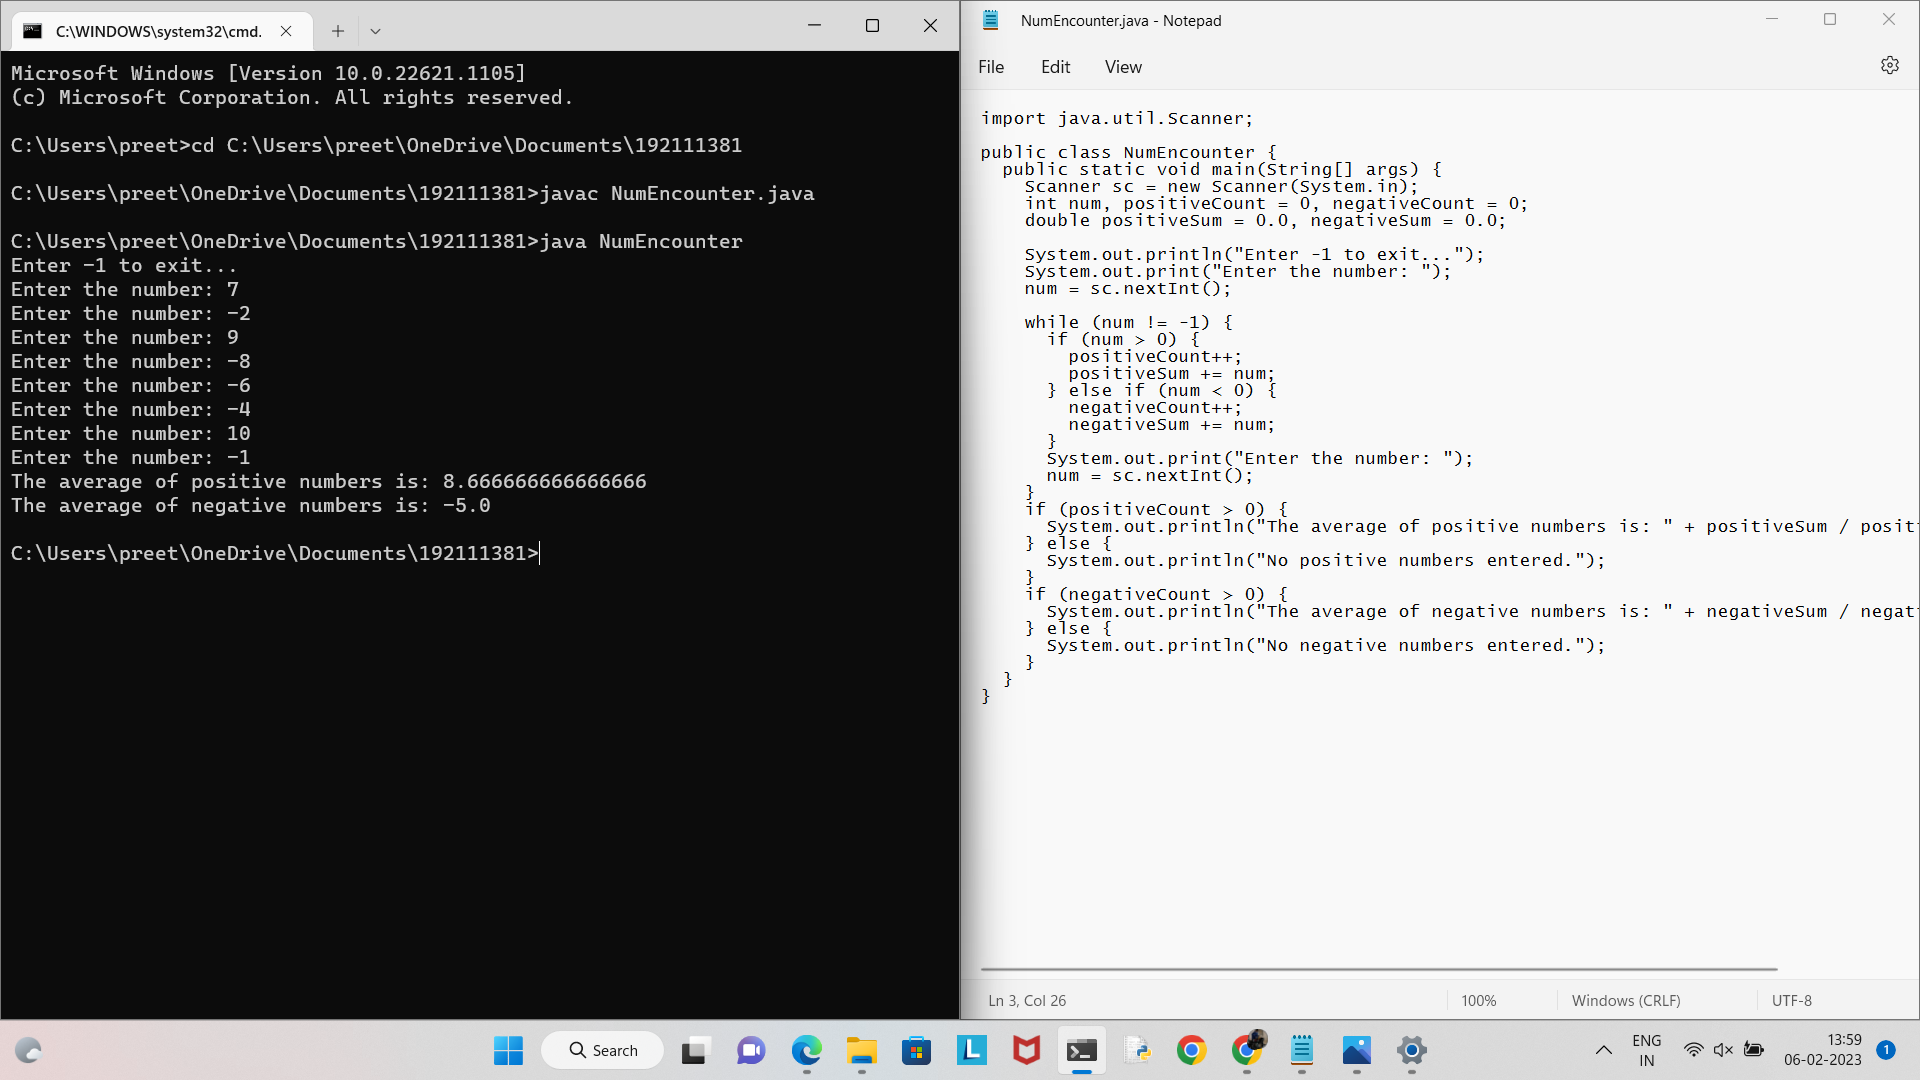 C:\WINDOWS\system32\cmd.
Microsoft Windows [Version 10.0.22621.1105]
(c) Microsoft Corporation. All rights reserved.
C:\Users\preet>cd C:\Users\preet\OneDrive\Documents\192111381
C:\Users\preet\OneDrive\Documents\192111381>javac NumEncounter.java
C:\Users\preet\OneDrive\Documents\192111381>java NumEncounter
Enter -1 to exit...
Enter the number: 7
Enter the number: -2
Enter the number: 9
Enter the number: -8
Enter the number: -6
Enter the number: -4
Enter the number: 10
Enter the number: -1
The average of positive numbers is: 8.666666666666666
The average of negative numbers is: -5.0
C:\Users\preet\OneDrive\Documents\192111381>
NumEncounter.java - Notepad
File Edit View
import java.util.Scanner;
public class NumEncounter {
  public static void main(String[] args) {
    Scanner sc = new Scanner(System.in);
    int num, positiveCount = 0, negativeCount = 0;
    double positiveSum = 0.0, negativeSum = 0.0;
    System.out.println("Enter -1 to exit...");
    System.out.print("Enter the number: ");
    num = sc.nextInt();
    while (num != -1) {
      if (num > 0) {
        positiveCount++;
        positiveSum += num;
      } else if (num < 0) {
        negativeCount++;
        negativeSum += num;
      }
      System.out.print("Enter the number: ");
      num = sc.nextInt();
    }
    if (positiveCount > 0) {
      System.out.println("The average of positive numbers is: " + positiveSum / posit
    } else {
      System.out.println("No positive numbers entered.");
    }
    if (negativeCount > 0) {
      System.out.println("The average of negative numbers is: " + negativeSum / negat
    } else {
      System.out.println("No negative numbers entered.");
    }
  }
}
Ln 3, Col 26 100% Windows (CRLF) UTF-8
Search
ENG
IN
13:59
06-02-2023
1